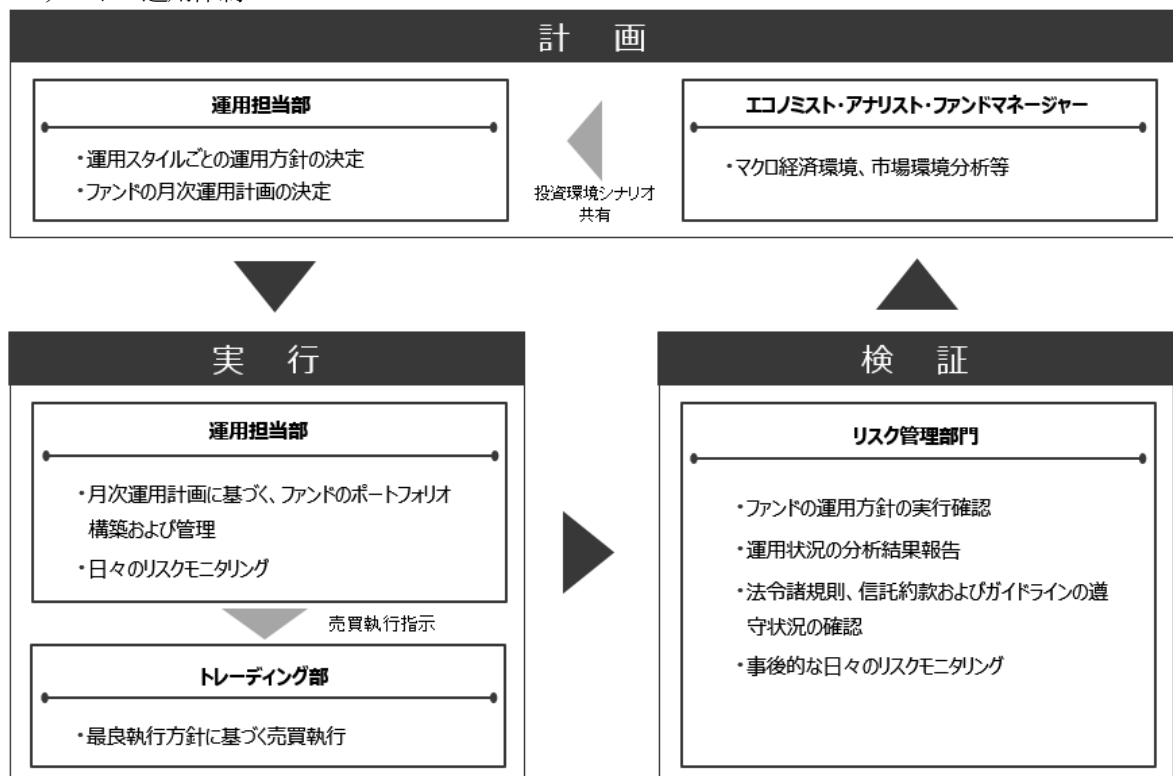 計 画
運用担当部
・運用スタイルごとの運用方針の決定
・ファンドの月次運用計画の決定
投資環境シナリオ
共有
エコノミスト・アナリスト・ファンドマネージャー
・マクロ経済環境、市場環境分析等
実 行
運用担当部
・月次運用計画に基づく、ファンドのポートフォリオ
構築および管理
・日々のリスクモニタリング
売買執行指示
トレーディング部
・最良執行方針に基づく売買執行
検 証
リスク管理部門
・ファンドの運用方針の実行確認
・運用状況の分析結果報告
・法令諸規則、信託約款およびガイドラインの遵
守状況の確認
・事後的な日々のリスクモニタリング